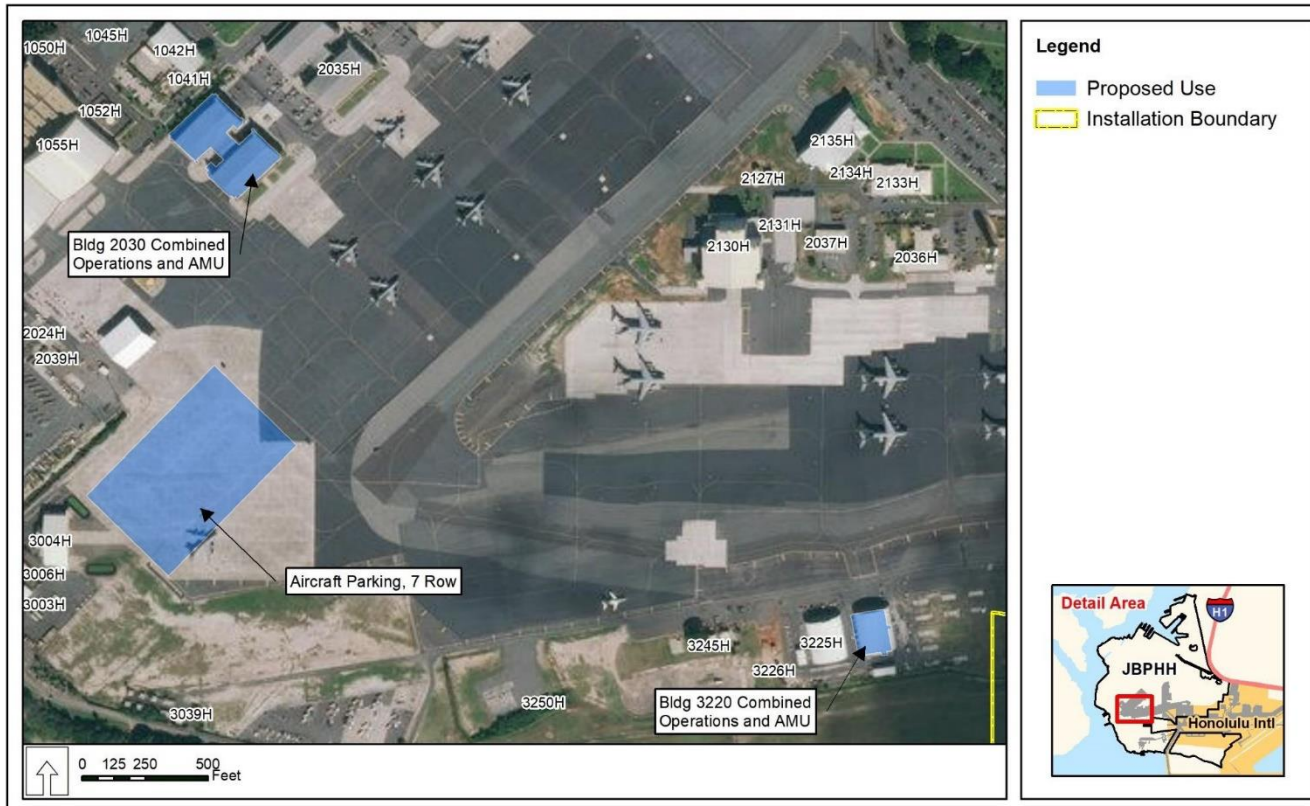 1045H
1050H
1042H
1041H
2035H
1052H
1055H
2135H
2134H
2127H
2133H
2131H
2130H
2037H
2036H
Bldg 2030 Combined
Operations and AMU
2024H
2039H
3004H
3006H
3003H
Aircraft Parking, 7 Row
3245H
3225H
3226H
3250H
3039H
Bldg 3220 Combined
Operations and AMU
0 125 250 500
Feet
Legend
Proposed Use
Installation Boundary
Detail Area
H1
JBPHH
Honolulu Intl